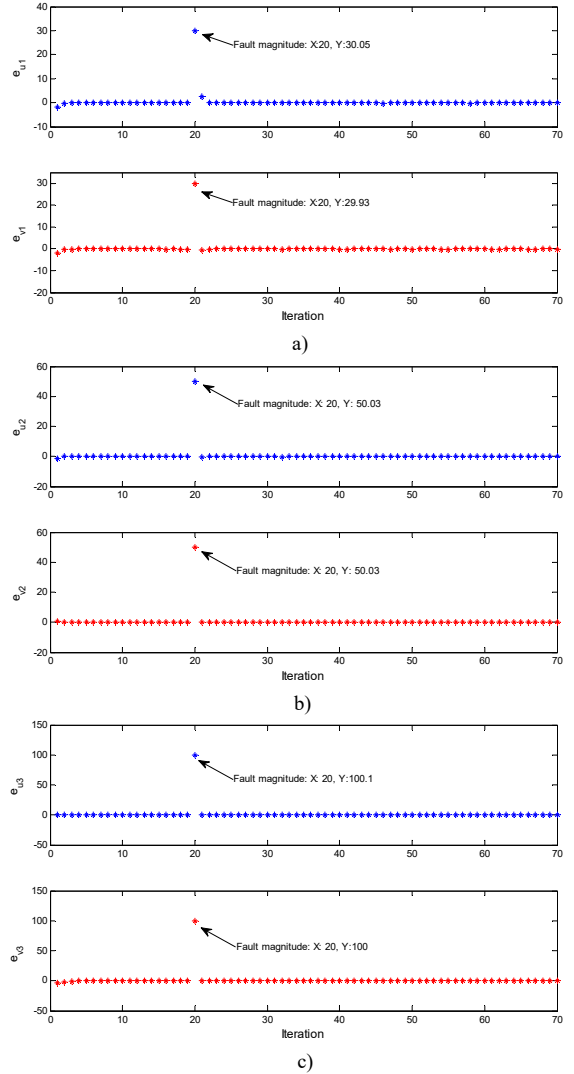 40
30
20
10
0
-10
e_u1
Fault magnitude: X:20, Y:30.05
0 10 20 30 40 50 60 70
30
20
10
0
-10
-20
e_v1
Fault magnitude: X:20, Y:29.93
0 10 20 30 40 50 60 70
Iteration
a)
60
40
20
0
-20
e_u2
Fault magnitude: X: 20, Y: 50.03
0 10 20 30 40 50 60 70
60
40
20
0
-20
e_v2
Fault magnitude: X: 20, Y: 50.03
0 10 20 30 40 50 60 70
Iteration
b)
150
100
50
0
-50
e_u3
Fault magnitude: X: 20, Y:100.1
0 10 20 30 40 50 60 70
150
100
50
0
-50
e_v3
Fault magnitude: X: 20, Y:100
0 10 20 30 40 50 60 70
Iteration
c)